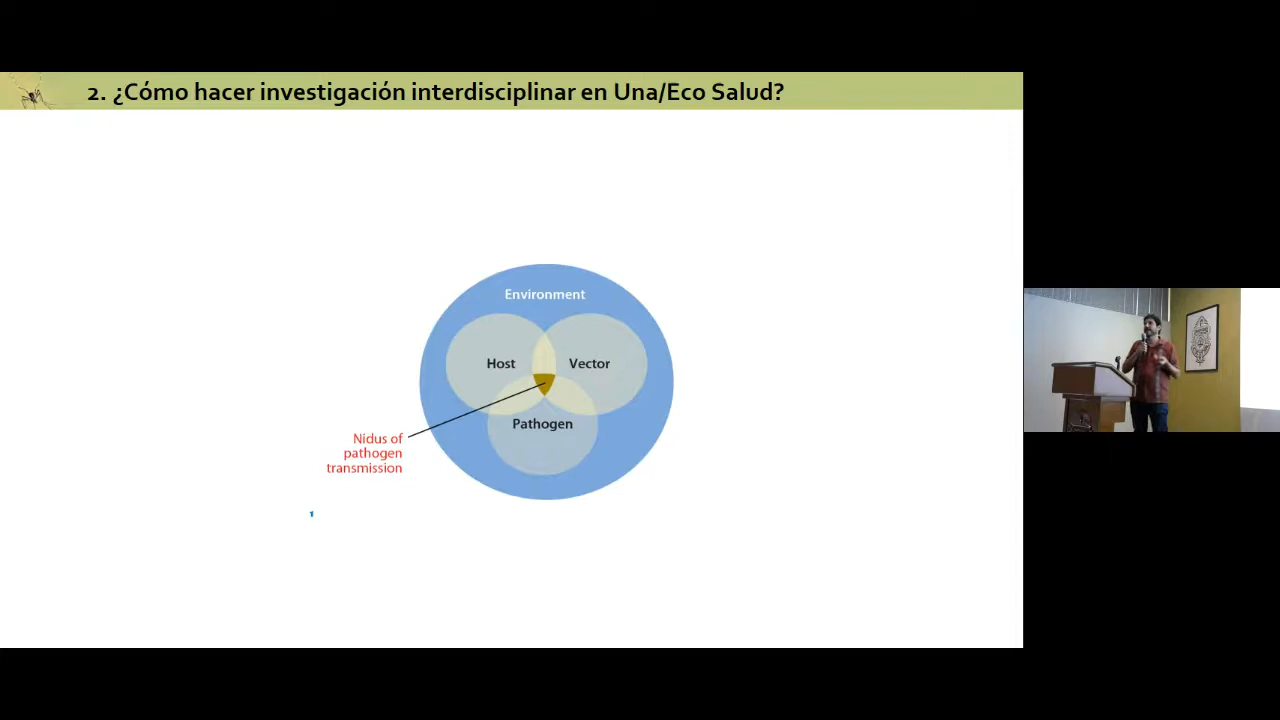 2. ¿Cómo hacer investigación interdisciplinar en Una/Eco Salud?
Environment
Host
Vector
Pathogen
Nidus of
pathogen
transmission